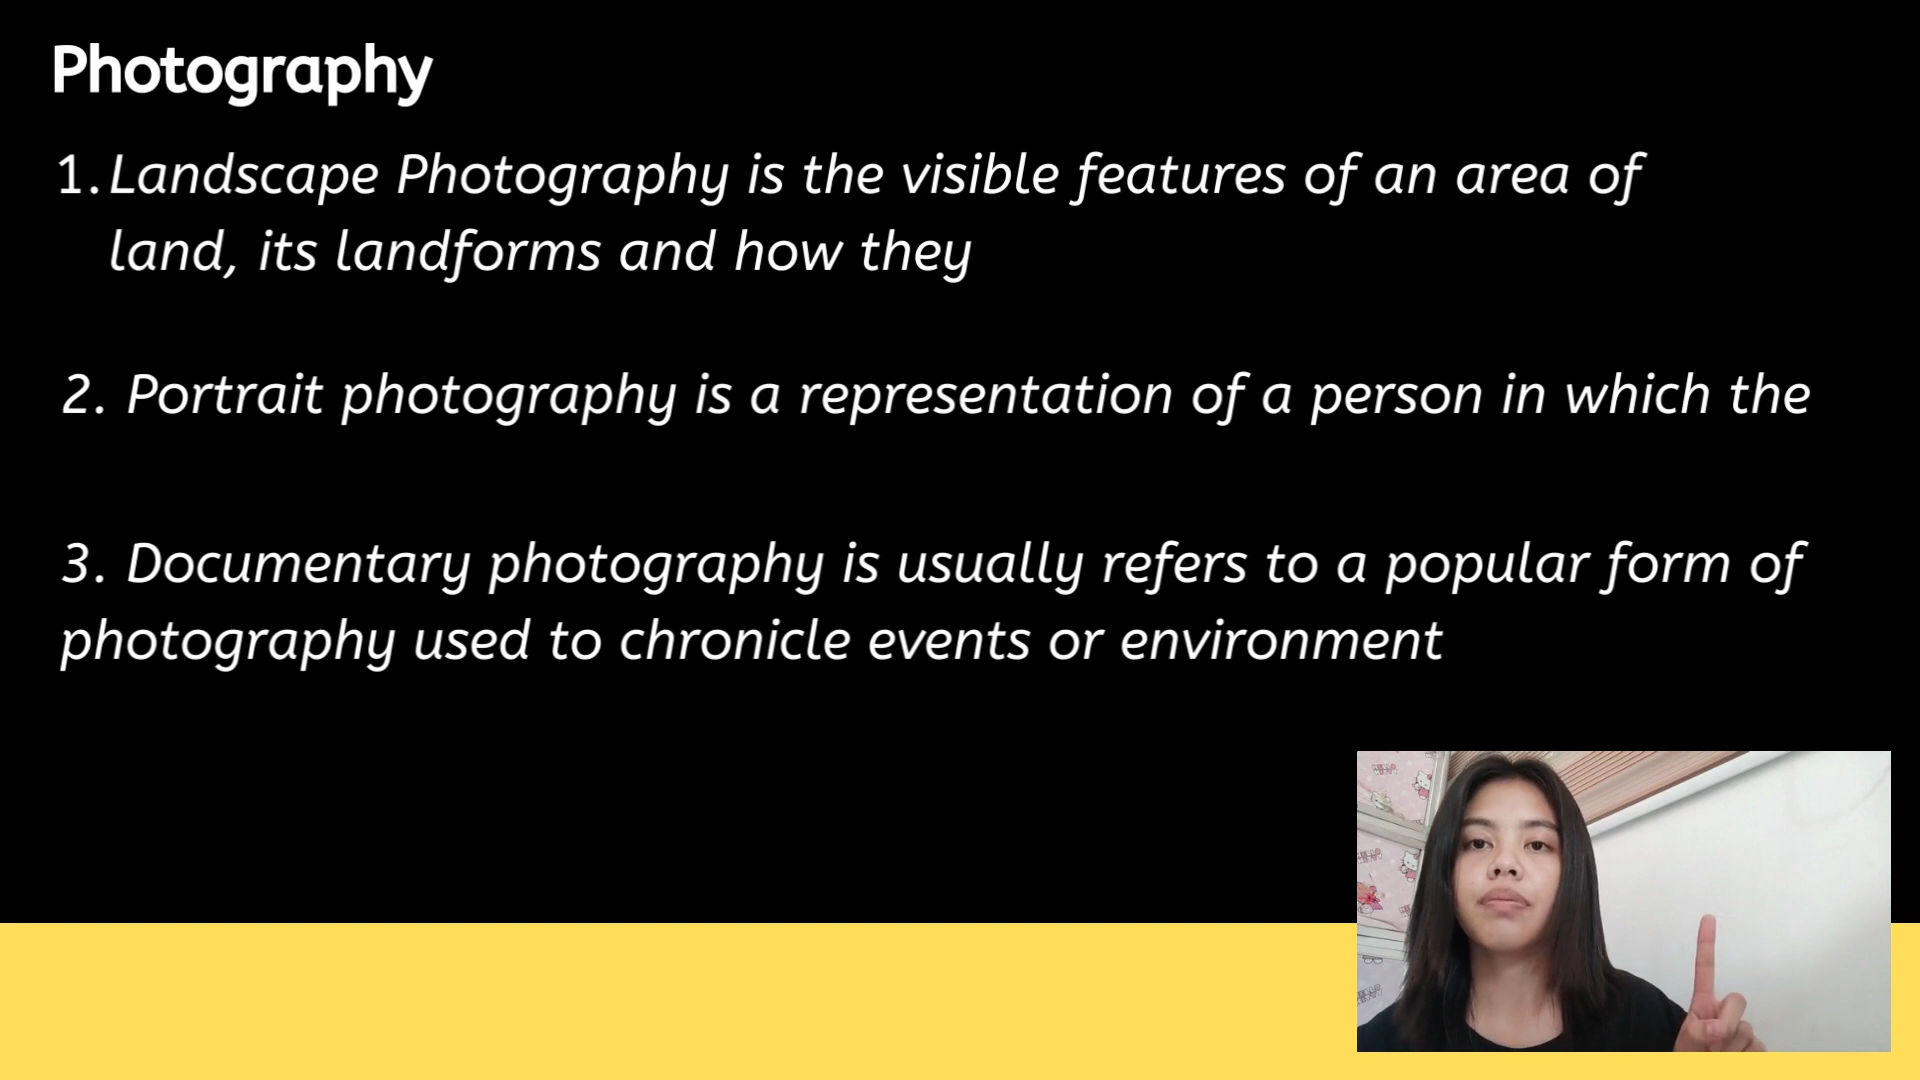 Photography
1. Landscape Photography is the visible features of an area of
land, its landforms and how they
2. Portrait photography is a representation of a person in which the
3. Documentary photography is usually refers to a popular form of
photography used to chronicle events or environment